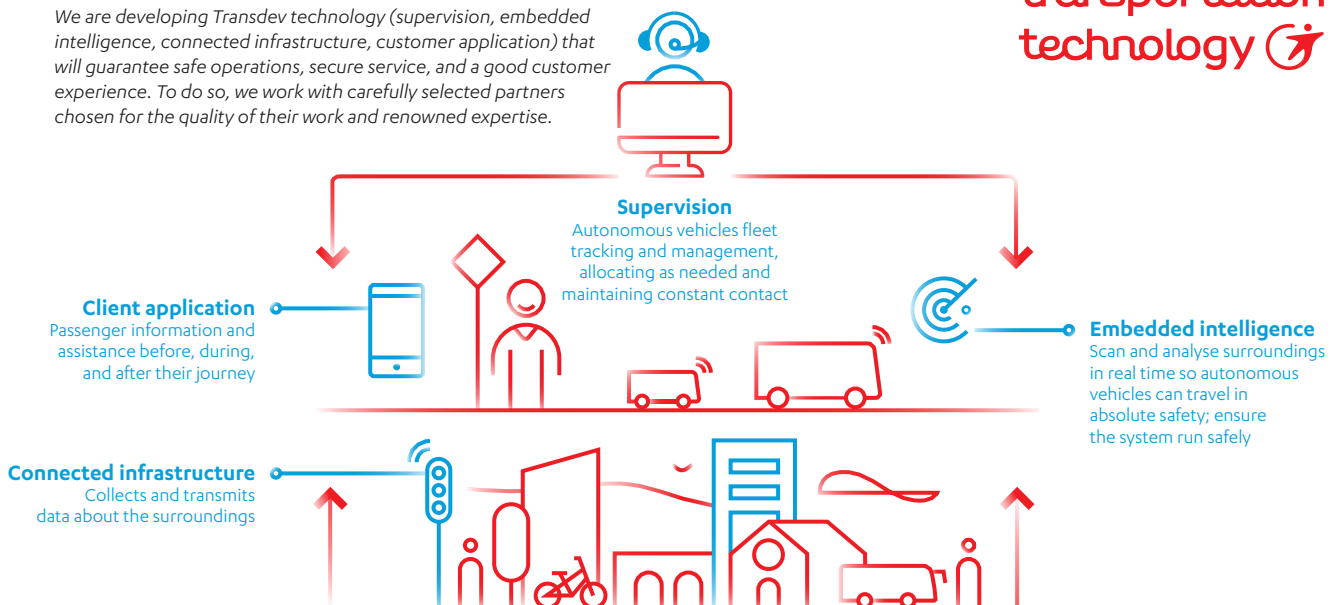 We are developing Transdev technology (supervision, embedded
intelligence, connected infrastructure, customer application) that
will guarantee safe operations, secure service, and a good customer
experience. To do so, we work with carefully selected partners
chosen for the quality of their work and renowned expertise.
transportation
technology
Supervision
Autonomous vehicles fleet
tracking and management,
allocating as needed and
maintaining constant contact
Client application
Passenger information and
assistance before, during,
and after their journey
Embedded intelligence
Scan and analyse surroundings
in real time so autonomous
vehicles can travel in
absolute safety; ensure
the system run safely
Connected infrastructure
Collects and transmits
data about the surroundings